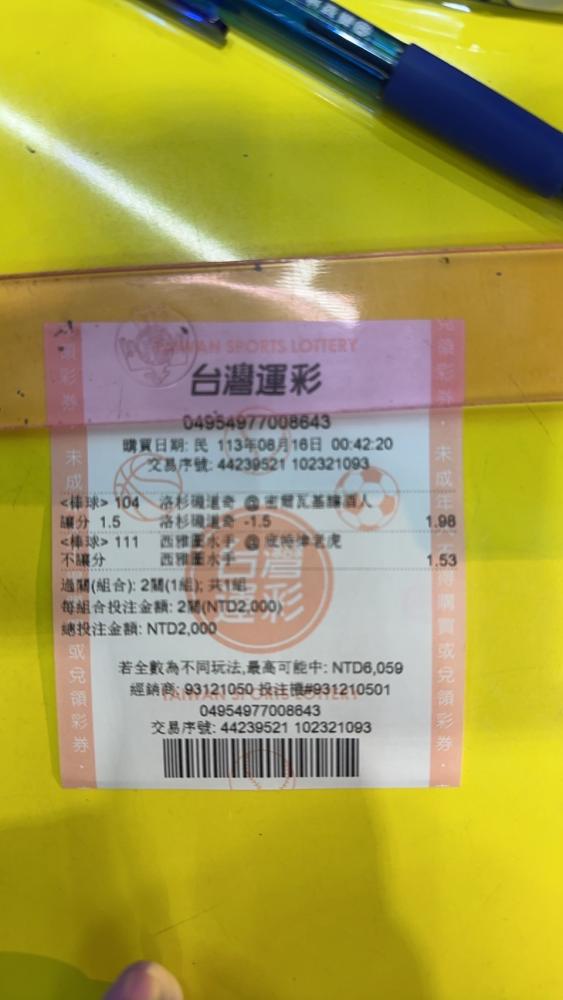 TAIWAN SPORTS LOTTERY
台灣運彩
04954977008643
購買日期: 民 113年08月16日 00:42:20
交易序號: 44239521 102321093
<棒球> 104 洛杉磯道奇 @ 密爾瓦基釀酒人
讓分 1.5 洛杉磯道奇 -1.5 1.98
<棒球> 111 西雅圖水手 @ 底特律老虎
不讓分 西雅圖水手 1.53
過關(組合): 2關(1組); 共1組
每組合投注金額: 2關(NTD2,000)
總投注金額: NTD2,000
台灣運彩
若全數為不同玩法,最高可能中: NTD6,059
經銷商: 93121050 投注機#931210501
TAIWAN SPORTS LOTTERY
04954977008643
交易序號: 44239521 102321093